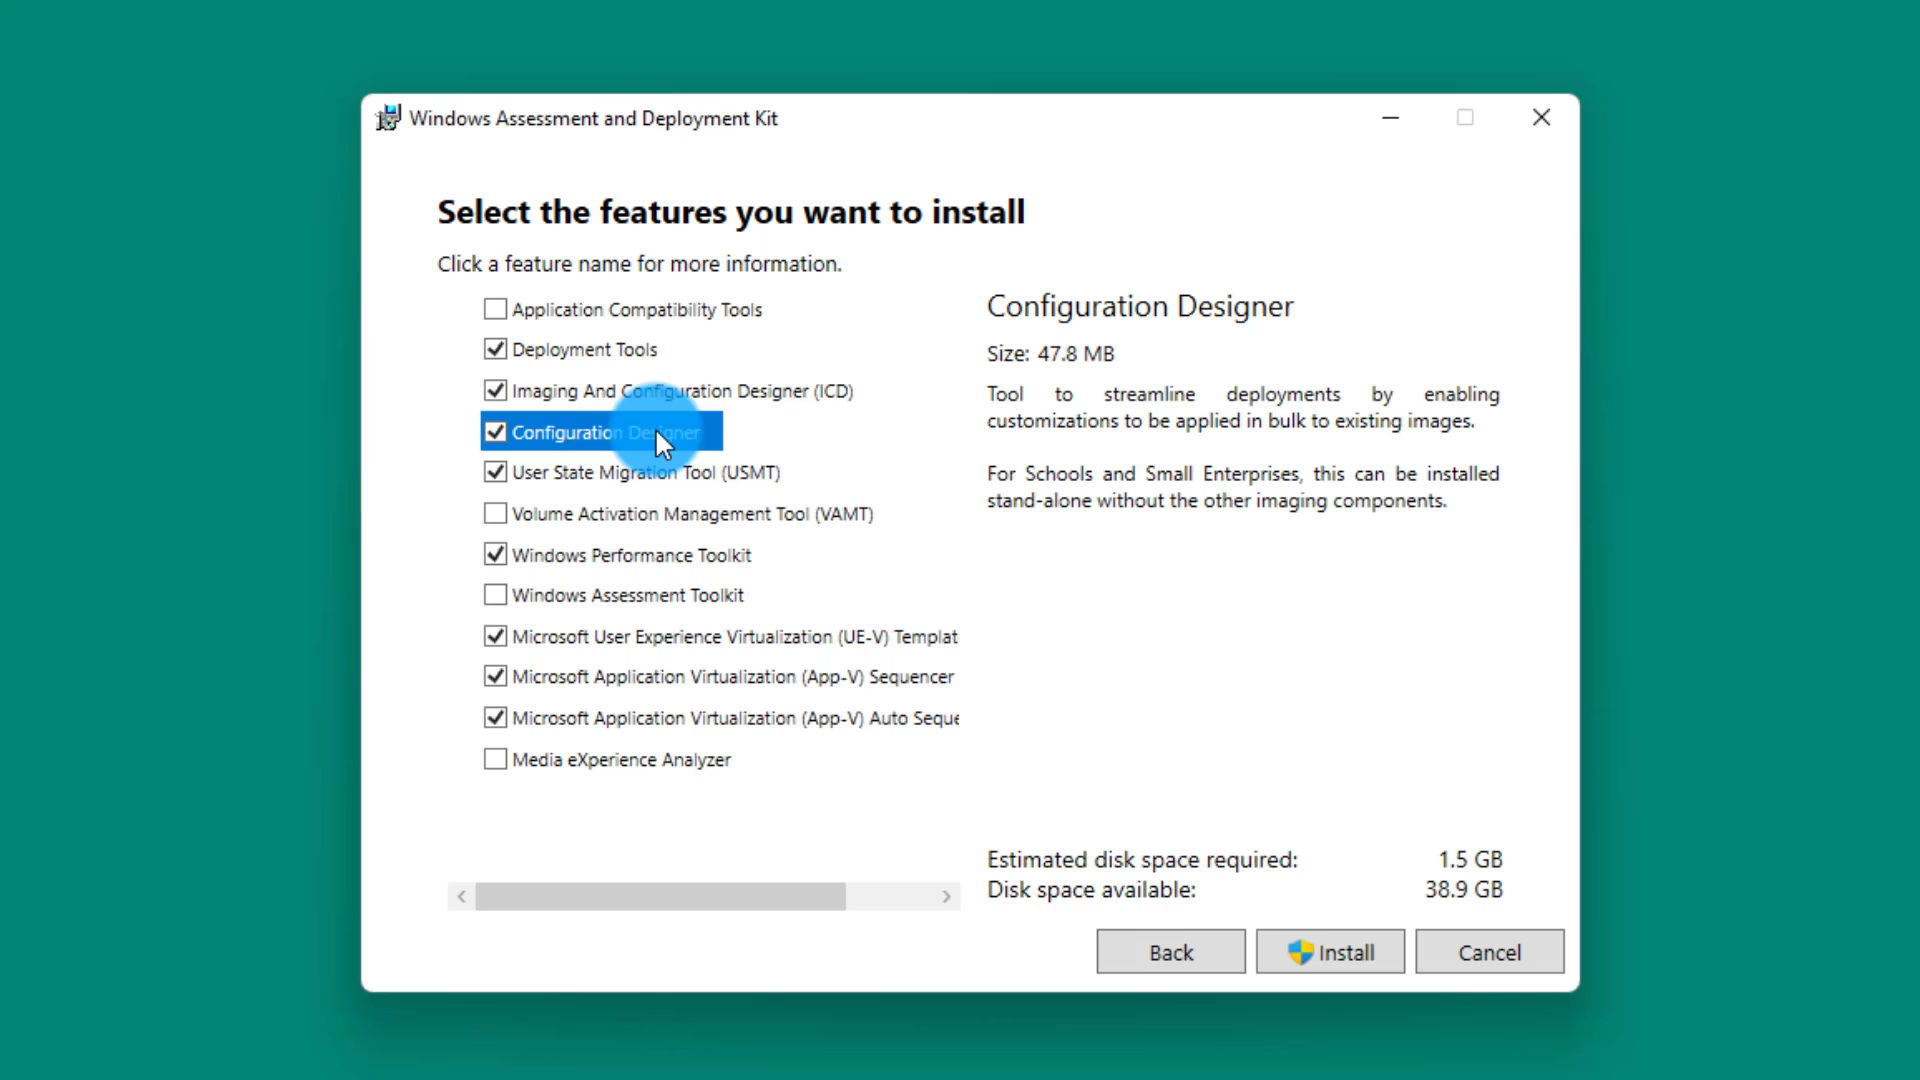 Windows Assessment and Deployment Kit
Select the features you want to install
Click a feature name for more information.
Application Compatibility Tools
Deployment Tools
Imaging And Configuration Designer (ICD)
Configuration Designer
User State Migration Tool (USMT)
Volume Activation Management Tool (VAMT)
Windows Performance Toolkit
Windows Assessment Toolkit
Microsoft User Experience Virtualization (UE-V) Templat
Microsoft Application Virtualization (App-V) Sequencer
Microsoft Application Virtualization (App-V) Auto Seque
Media eXperience Analyzer
Configuration Designer
Size: 47.8 MB
Tool to streamline deployments by enabling
customizations to be applied in bulk to existing images.
For Schools and Small Enterprises, this can be installed
stand-alone without the other imaging components.
Estimated disk space required: 1.5 GB
Disk space available: 38.9 GB
Back Install Cancel